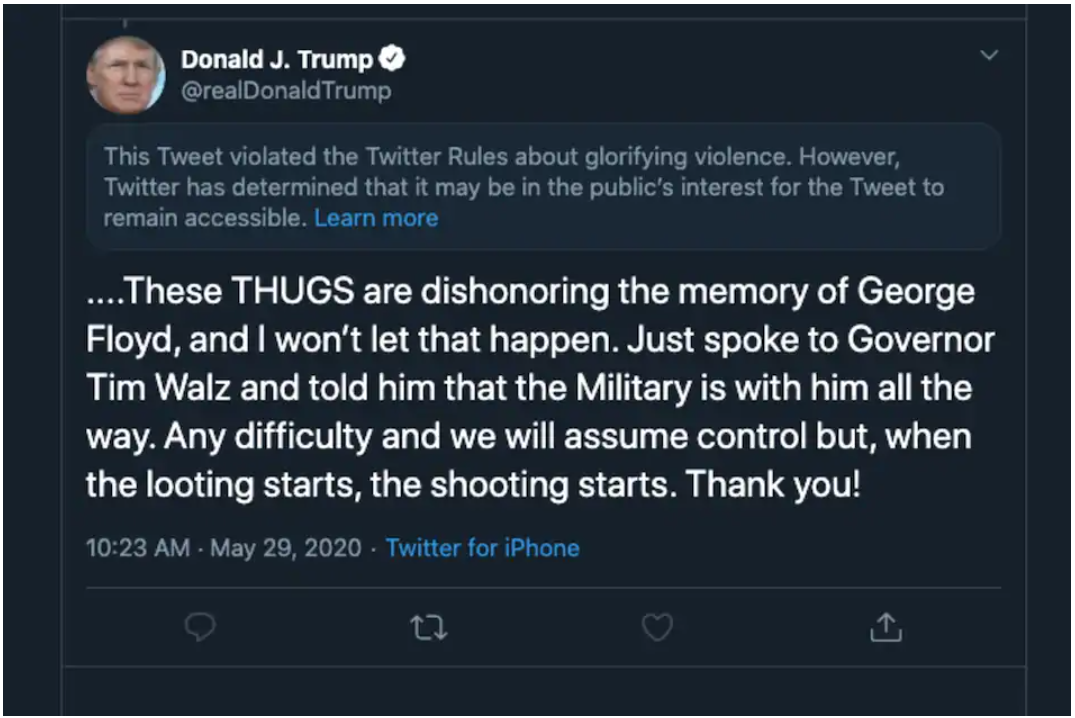 Donald J. Trump
@realDonaldTrump
This Tweet violated the Twitter Rules about glorifying violence. However,
Twitter has determined that it may be in the public’s interest for the Tweet to
remain accessible. Learn more
....These THUGS are dishonoring the memory of George
Floyd, and I won’t let that happen. Just spoke to Governor
Tim Walz and told him that the Military is with him all the
way. Any difficulty and we will assume control but, when
the looting starts, the shooting starts. Thank you!
10:23 AM · May 29, 2020 · Twitter for iPhone